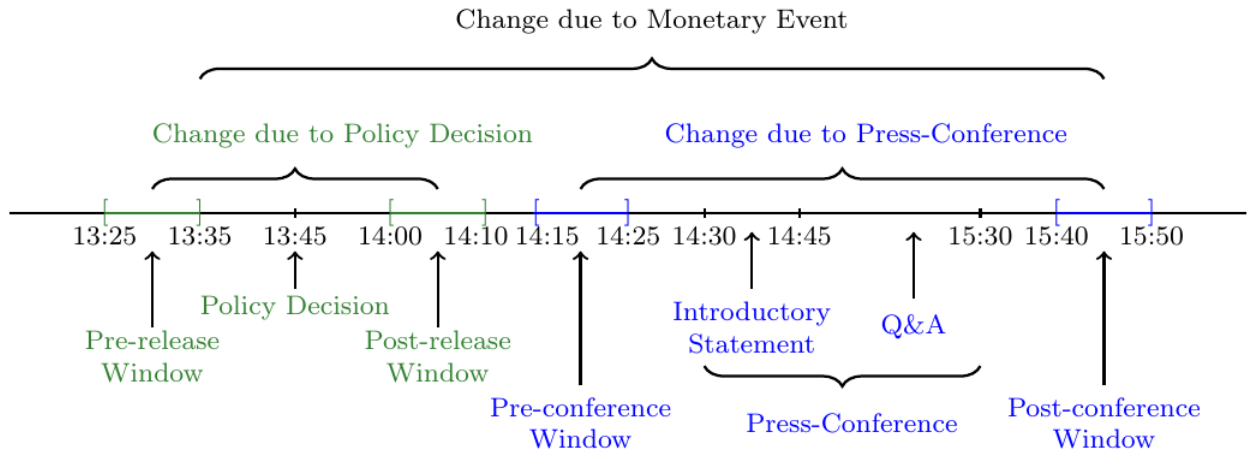 Change due to Monetary Event
Change due to Policy Decision
Change due to Press-Conference
[ ] [ ] [ ] [ ]
13:25 13:35 13:45 14:00 14:10 14:15 14:25 14:30 14:45 15:30 15:40 15:50
Policy Decision
Introductory
Statement
Q&A
Pre-release
Window
Post-release
Window
Pre-conference
Window
Press-Conference
Post-conference
Window